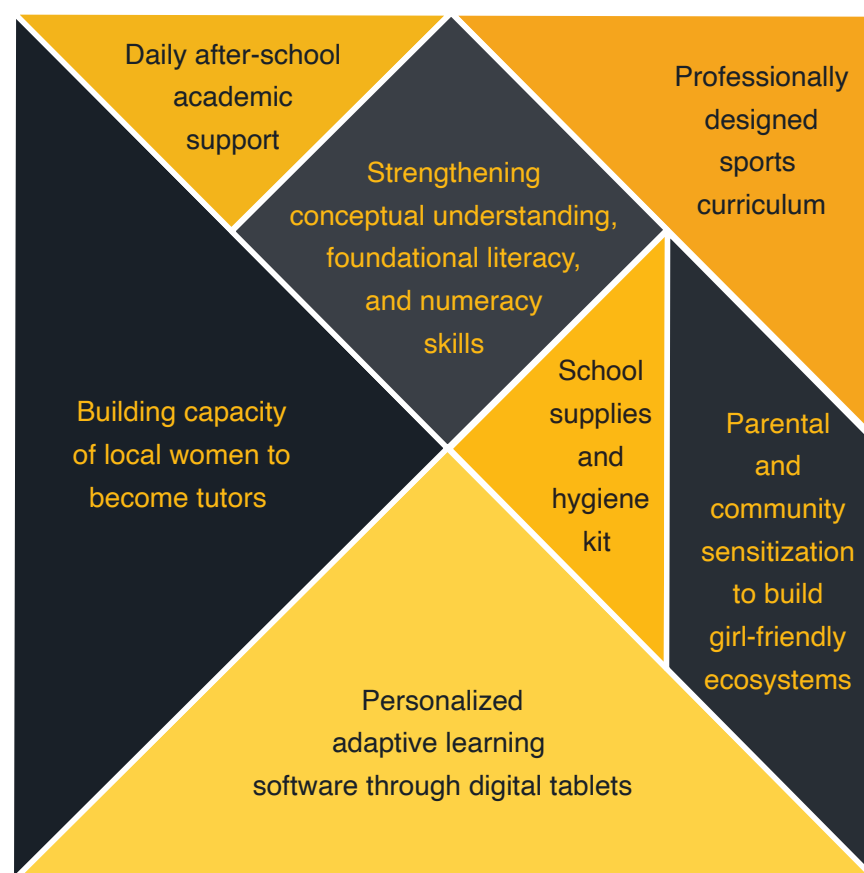 Daily after-school
academic
support
Strengthening
conceptual understanding,
foundational literacy,
and numeracy
skills
Professionally
designed
sports
curriculum
Building capacity
of local women to
become tutors
School
supplies
and
hygiene
kit
Parental
and
community
sensitization
to build
girl-friendly
ecosystems
Personalized
adaptive learning
software through digital tablets